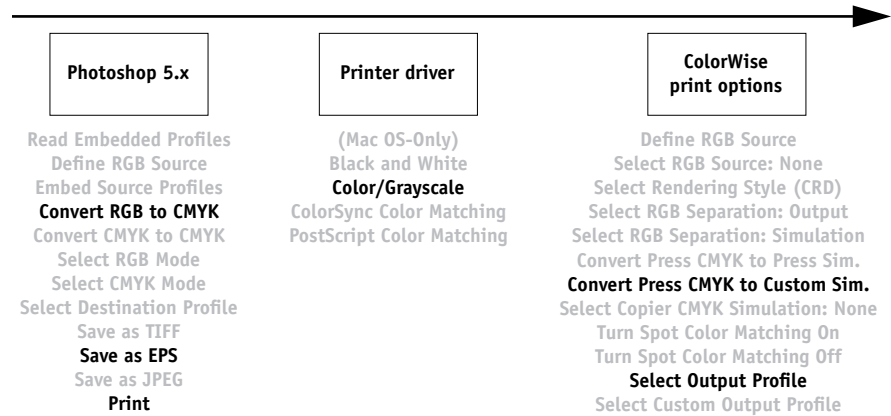 Photoshop 5.x
Read Embedded Profiles
Define RGB Source
Embed Source Profiles
Convert RGB to CMYK
Convert CMYK to CMYK
Select RGB Mode
Select CMYK Mode
Select Destination Profile
Save as TIFF
Save as EPS
Save as JPEG
Print
Printer driver
(Mac OS-Only)
Black and White
Color/Grayscale
ColorSync Color Matching
PostScript Color Matching
ColorWise
print options
Define RGB Source
Select RGB Source: None
Select Rendering Style (CRD)
Select RGB Separation: Output
Select RGB Separation: Simulation
Convert Press CMYK to Press Sim.
Convert Press CMYK to Custom Sim.
Select Copier CMYK Simulation: None
Turn Spot Color Matching On
Turn Spot Color Matching Off
Select Output Profile
Select Custom Output Profile